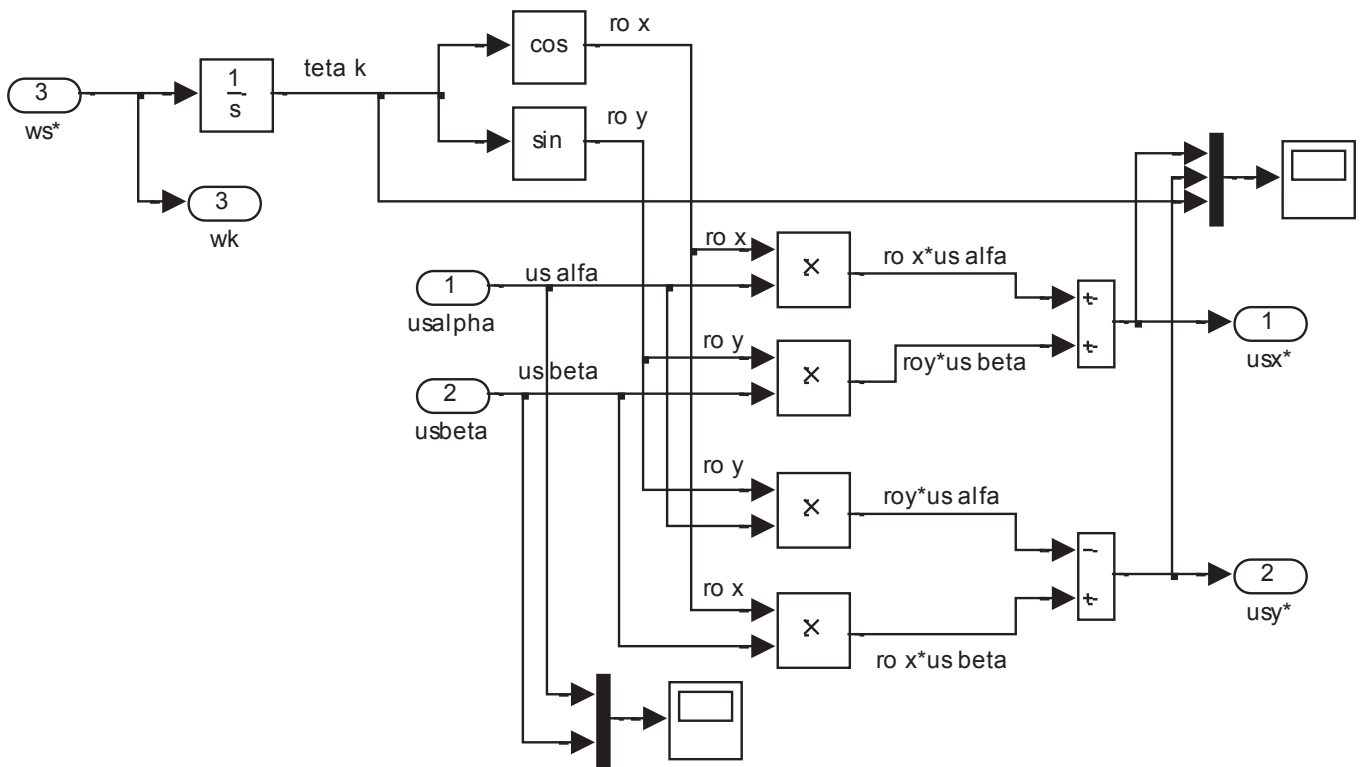 ro x
cos
teta k
3
1
s
ws*
ro y
sin
3
wk
ro x
×
ro x*us alfa
us alfa
1
usalpha
+
+
1
usx*
ro y
×
roy*us beta
us beta
2
usbeta
ro y
×
roy*us alfa
−
+
2
usy*
ro x
×
ro x*us beta